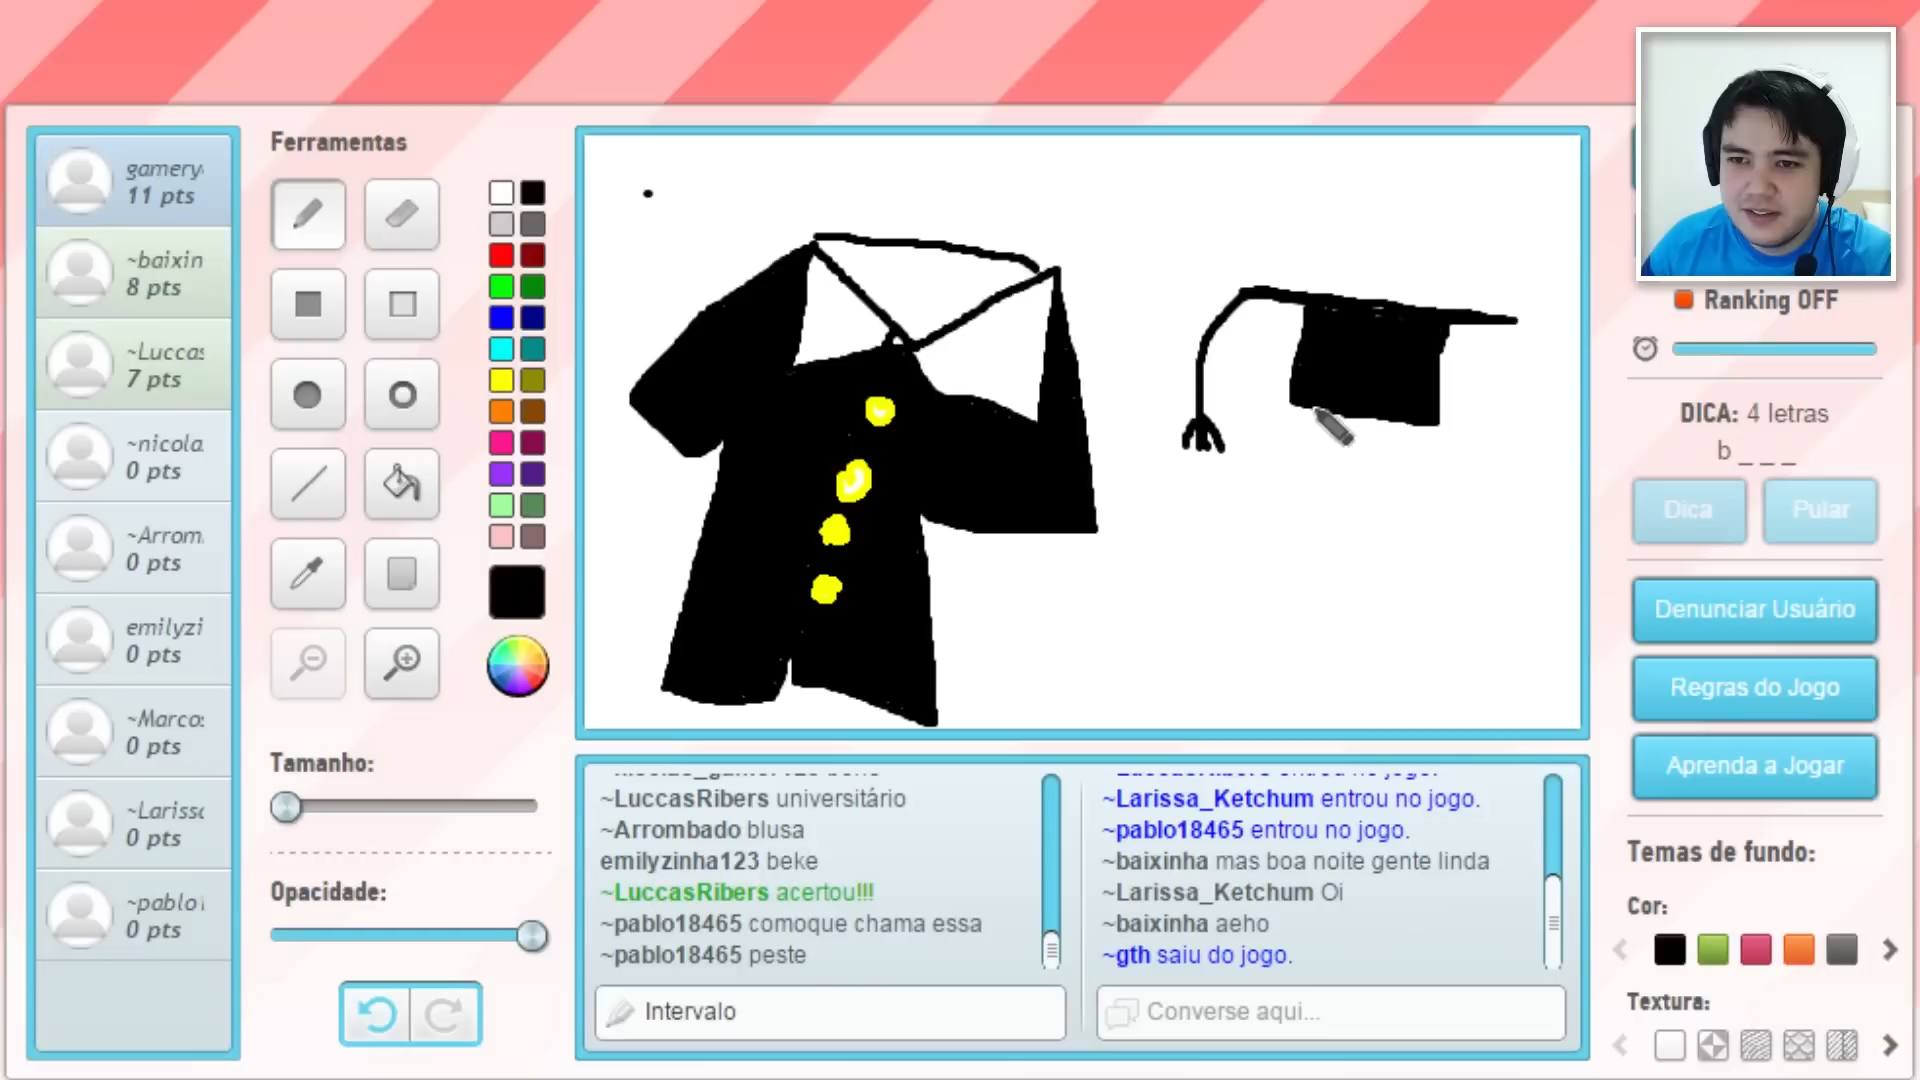 gamery
11 pts
~baixin
8 pts
~Luccas
7 pts
~nicola
0 pts
~Arrom
0 pts
emilyzi
0 pts
~Marcos
0 pts
~Larissa
0 pts
~pablo1
0 pts
Ferramentas
Tamanho:
Opacidade:
~LuccasRibers universitário
~Arrombado blusa
emilyzinha123 beke
~LuccasRibers acertou!!!
~pablo18465 comoque chama essa
~pablo18465 peste
Intervalo
~Larissa_Ketchum entrou no jogo.
~pablo18465 entrou no jogo.
~baixinha mas boa noite gente linda
~Larissa_Ketchum Oi
~baixinha aeho
~gth saiu do jogo.
Converse aqui...
Ranking OFF
DICA: 4 letras
b _ _ _
Dica
Pular
Denunciar Usuário
Regras do Jogo
Aprenda a Jogar
Temas de fundo:
Cor:
Textura: